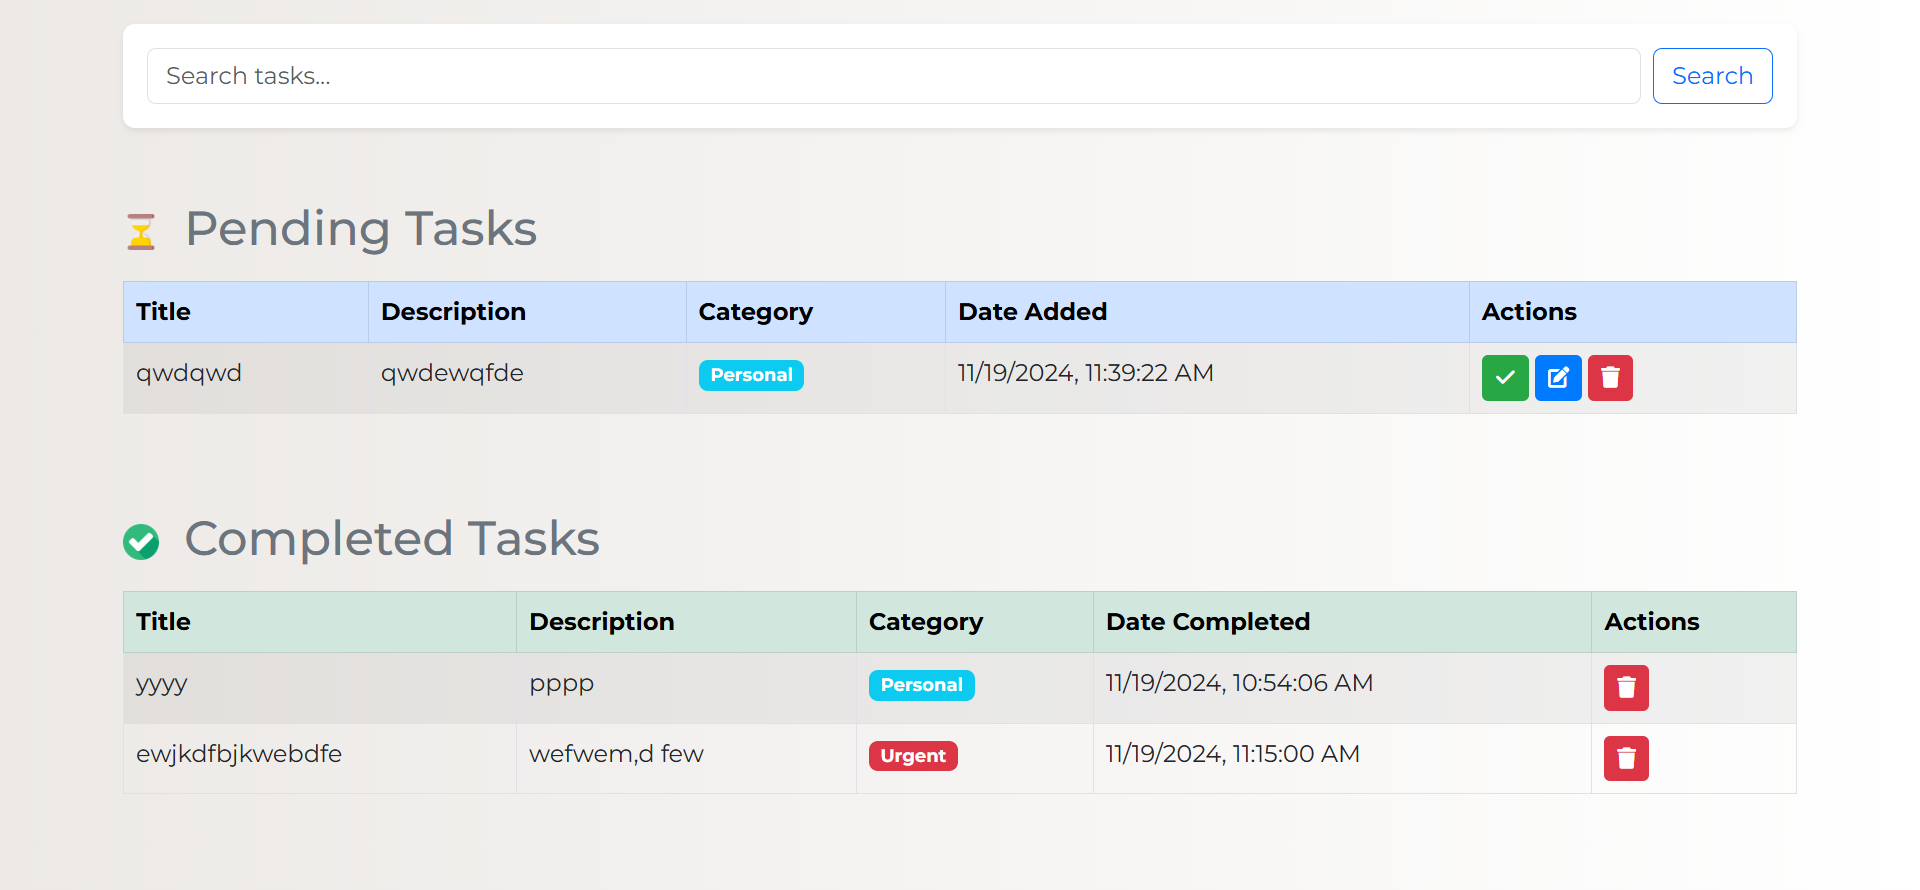 Search tasks... Search
Pending Tasks
Title Description Category Date Added Actions
qwdqwd qwdewqfde Personal 11/19/2024, 11:39:22 AM
Completed Tasks
Title Description Category Date Completed Actions
yyyy pppp Personal 11/19/2024, 10:54:06 AM
ewjkdfbjkwebdfe wefwem,d few Urgent 11/19/2024, 11:15:00 AM